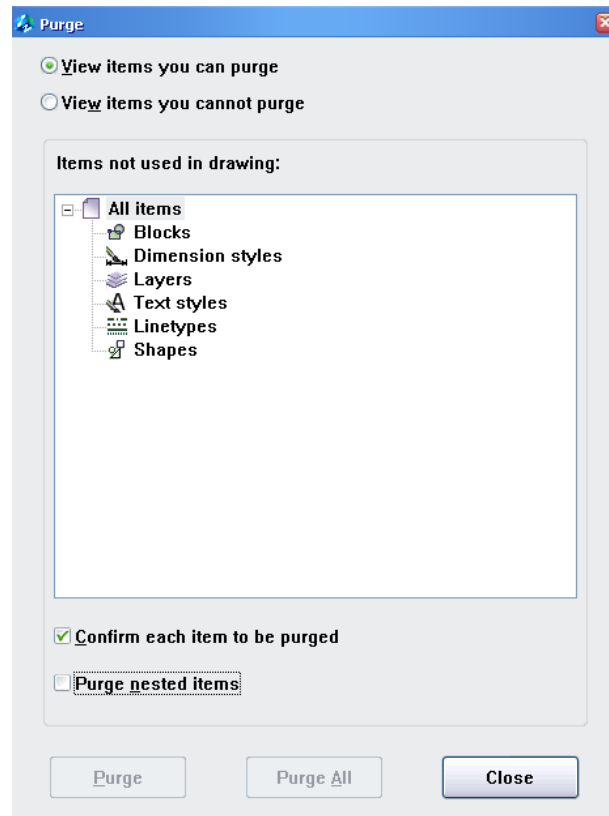 Purge
View items you can purge
View items you cannot purge
Items not used in drawing:
All items
Blocks
Dimension styles
Layers
Text styles
Linetypes
Shapes
Confirm each item to be purged
Purge nested items
Purge
Purge All
Close